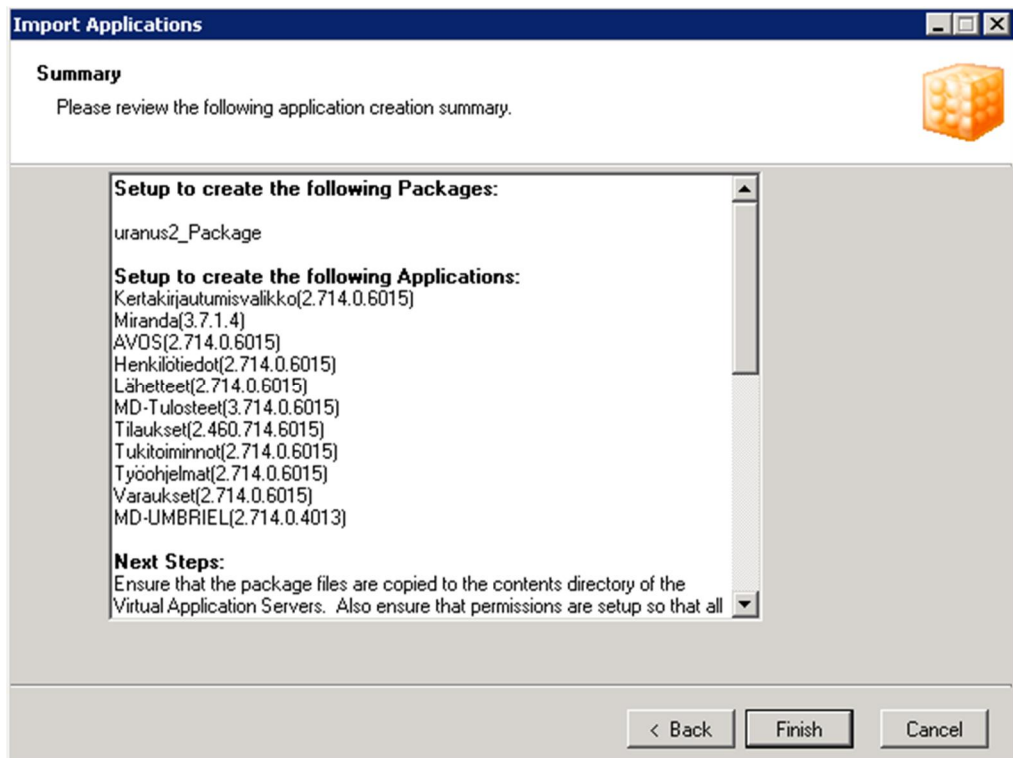 Import Applications
Summary
Please review the following application creation summary.
Setup to create the following Packages:
uranus2_Package
Setup to create the following Applications:
Kertakirjautumisvalikko(2.714.0.6015)
Miranda(3.7.1.4)
AVOS(2.714.0.6015)
Henkilötiedot(2.714.0.6015)
Lähetteet(2.714.0.6015)
MD-Tulosteet(3.714.0.6015)
Tilaukset(2.460.714.6015)
Tukitoiminnot(2.714.0.6015)
Työohjelmat(2.714.0.6015)
Varaukset(2.714.0.6015)
MD-UMBRIEL(2.714.0.4013)
Next Steps:
Ensure that the package files are copied to the contents directory of the
Virtual Application Servers.  Also ensure that permissions are setup so that all
< Back
Finish
Cancel